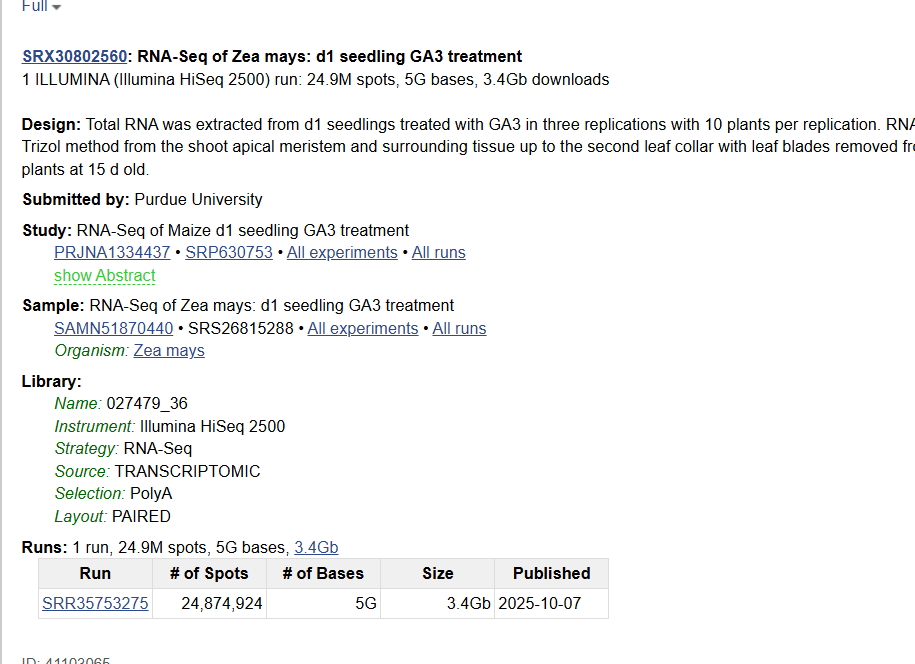 Full
SRX30802560: RNA-Seq of Zea mays: d1 seedling GA3 treatment
1 ILLUMINA (Illumina HiSeq 2500) run: 24.9M spots, 5G bases, 3.4Gb downloads
Design: Total RNA was extracted from d1 seedlings treated with GA3 in three replications with 10 plants per replication. RNA
Trizol method from the shoot apical meristem and surrounding tissue up to the second leaf collar with leaf blades removed
plants at 15 d old.
Submitted by: Purdue University
Study: RNA-Seq of Maize d1 seedling GA3 treatment
PRJNA1334437 • SRP630753 • All experiments • All runs
show Abstract
Sample: RNA-Seq of Zea mays: d1 seedling GA3 treatment
SAMN51870440 • SRS26815288 • All experiments • All runs
Organism: Zea mays
Library:
Name: 027479_36
Instrument: Illumina HiSeq 2500
Strategy: RNA-Seq
Source: TRANSCRIPTOMIC
Selection: PolyA
Layout: PAIRED
Runs: 1 run, 24.9M spots, 5G bases, 3.4Gb
Run # of Spots # of Bases Size Published
SRR35753275 24,874,924 5G 3.4Gb 2025-10-07
ID: 41103065